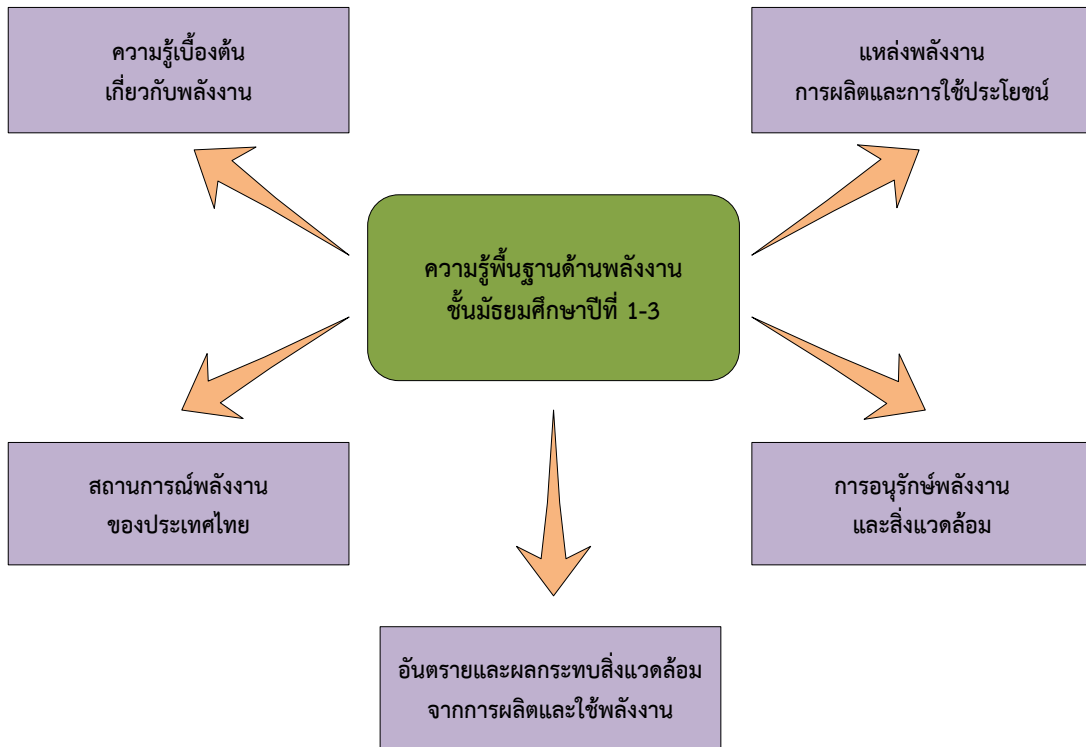 ความรู้เบื้องต้น
เกี่ยวกับพลังงาน
แหล่งพลังงาน
การผลิตและการใช้ประโยชน์
ความรู้พื้นฐานด้านพลังงาน
ชั้นมัธยมศึกษาปีที่ 1-3
สถานการณ์พลังงาน
ของประเทศไทย
การอนุรักษ์พลังงาน
และสิ่งแวดล้อม
อันตรายและผลกระทบสิ่งแวดล้อม
จากการผลิตและใช้พลังงาน